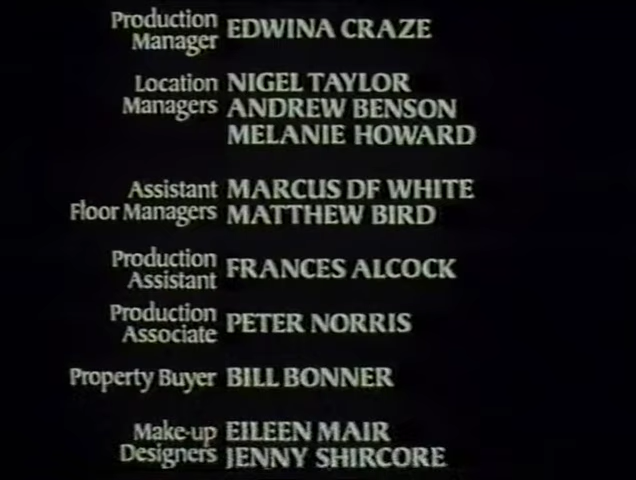 Production Manager EDWINA CRAZE
Location Managers NIGEL TAYLOR
ANDREW BENSON
MELANIE HOWARD
Assistant Floor Managers MARCUS DF WHITE
MATTHEW BIRD
Production Assistant FRANCES ALCOCK
Production Associate PETER NORRIS
Property Buyer BILL BONNER
Make-up Designers EILEEN MAIR
JENNY SHIRCORE